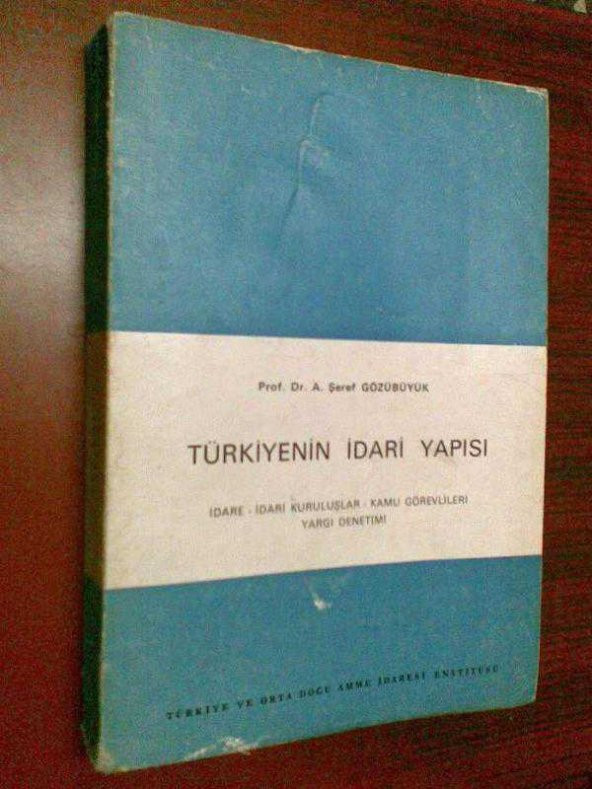 Prof. Dr. A. Şeref GÖZÜBÜYÜK
TÜRKİYENİN İDARİ YAPISI
İDARE - İDARİ KURULUŞLAR - KAMU GÖREVLİLERİ
YARGI DENETİMİ
TÜRKİYE VE ORTA DOĞU AMME İDARESİ ENSTİTÜSÜ